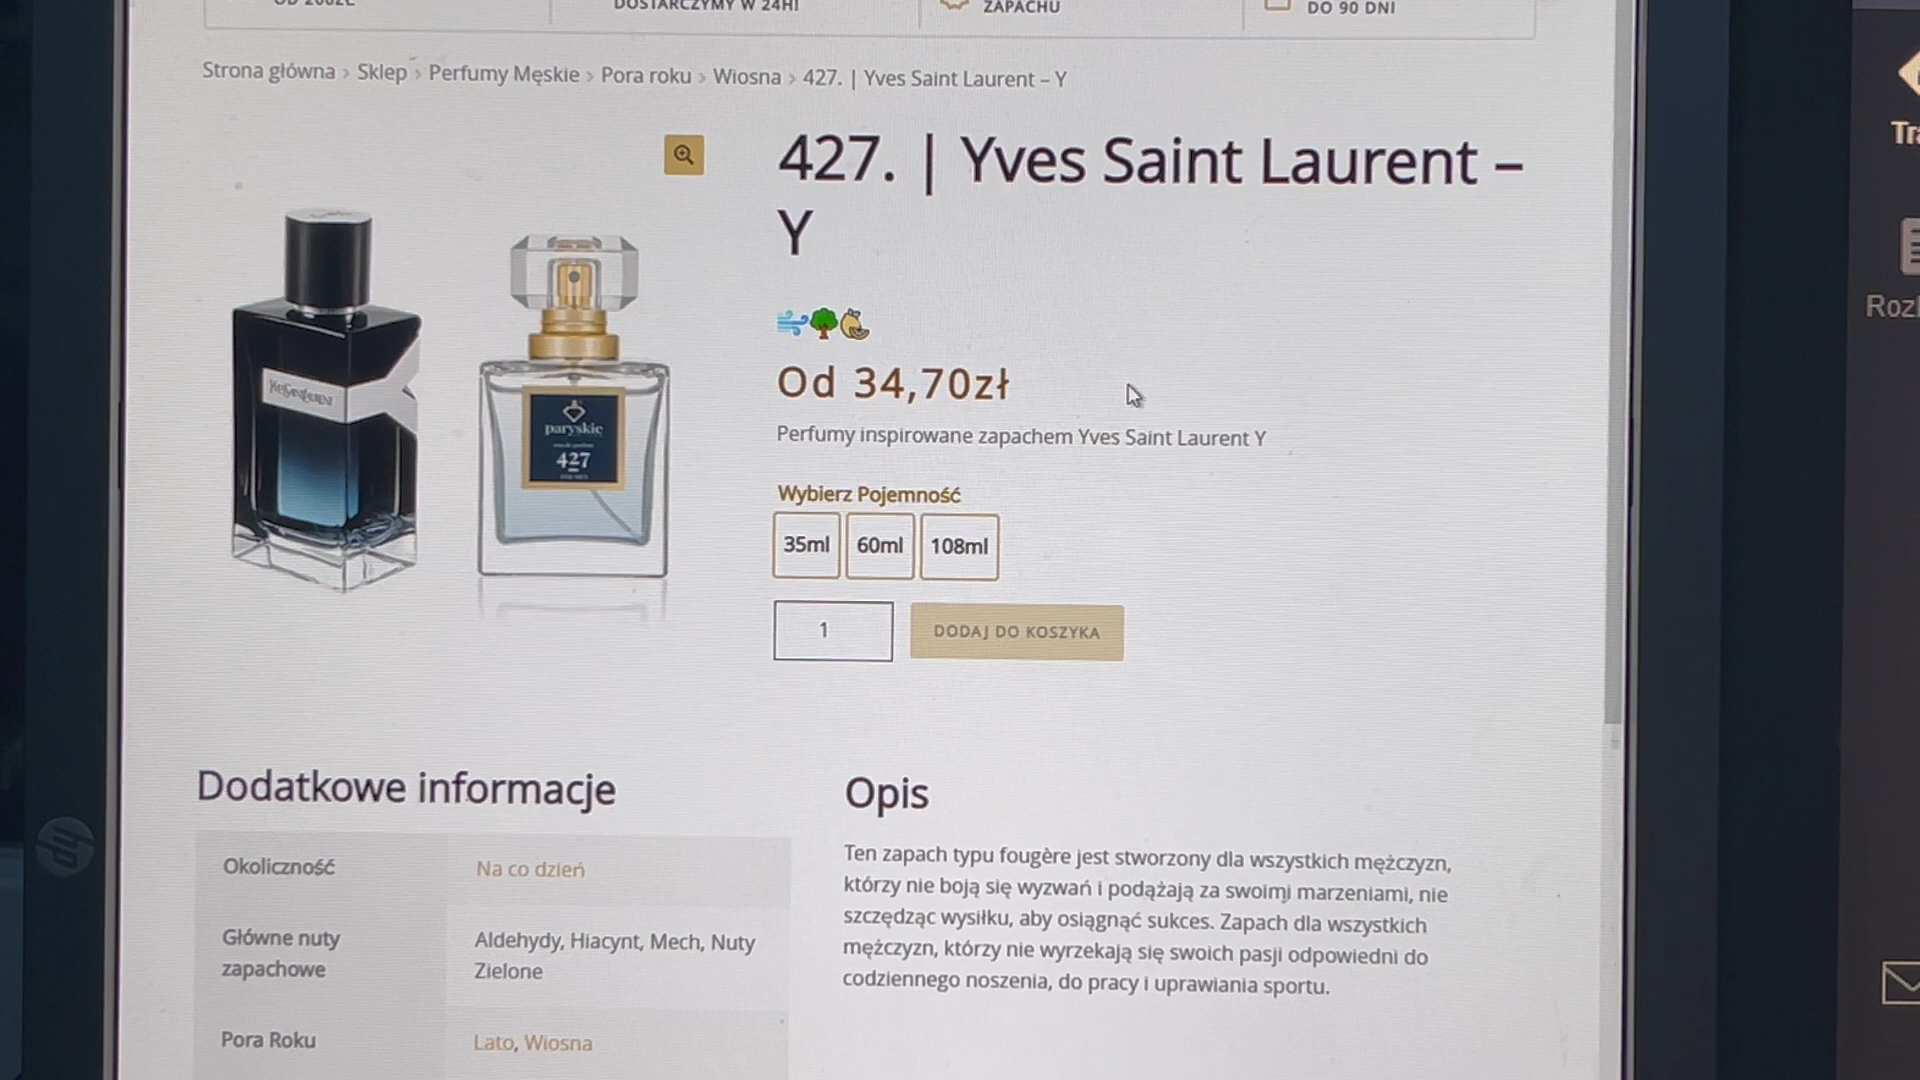 DOSTARCZYMY W 24H!
ZAPACHU
DO 90 DNI
Strona główna › Sklep › Perfumy Męskie › Pora roku › Wiosna › 427. | Yves Saint Laurent – Y
427. | Yves Saint Laurent –
Y
Od 34,70zł
Perfumy inspirowane zapachem Yves Saint Laurent Y
Wybierz Pojemność
35ml 60ml 108ml
1
DODAJ DO KOSZYKA
YVESSAINTLAURENT
paryskie
427
Dodatkowe informacje
Okoliczność
Na co dzień
Główne nuty
zapachowe
Aldehydy, Hiacynt, Mech, Nuty
Zielone
Pora Roku
Lato, Wiosna
Opis
Ten zapach typu fougère jest stworzony dla wszystkich mężczyzn,
którzy nie boją się wyzwań i podążają za swoimi marzeniami, nie
szczędząc wysiłku, aby osiągnąć sukces. Zapach dla wszystkich
mężczyzn, którzy nie wyrzekają się swoich pasji odpowiedni do
codziennego noszenia, do pracy i uprawiania sportu.
hp